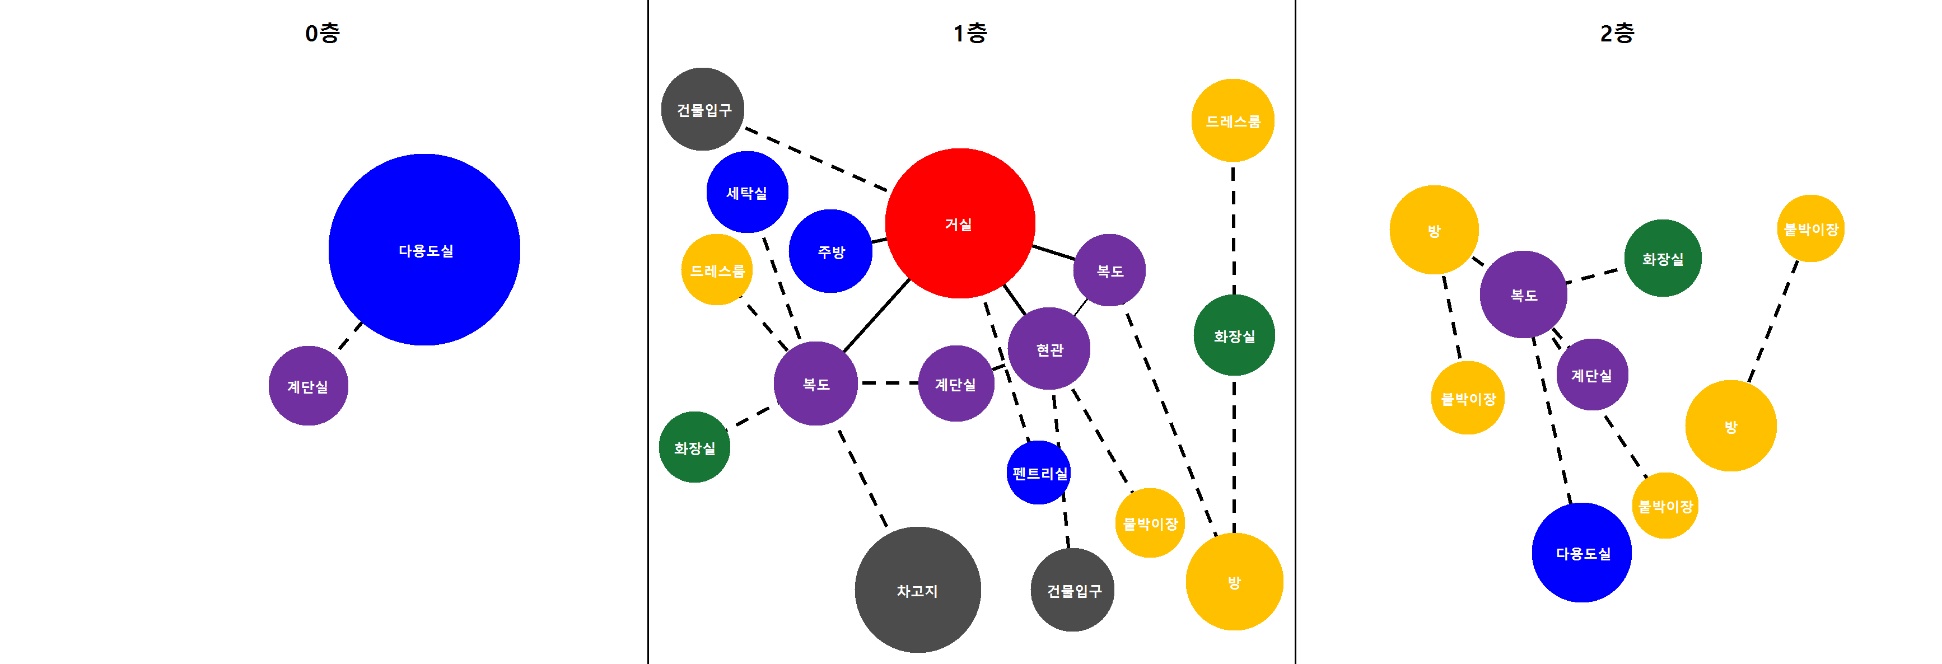 0층
다용도실
계단실
1층
건물입구
드레스룸
세탁실
거실
주방
드레스룸
복도
화장실
현관
복도
계단실
화장실
펜트리실
붙박이장
차고지
건물입구
방
2층
방
붙박이장
화장실
복도
계단실
붙박이장
방
붙박이장
다용도실